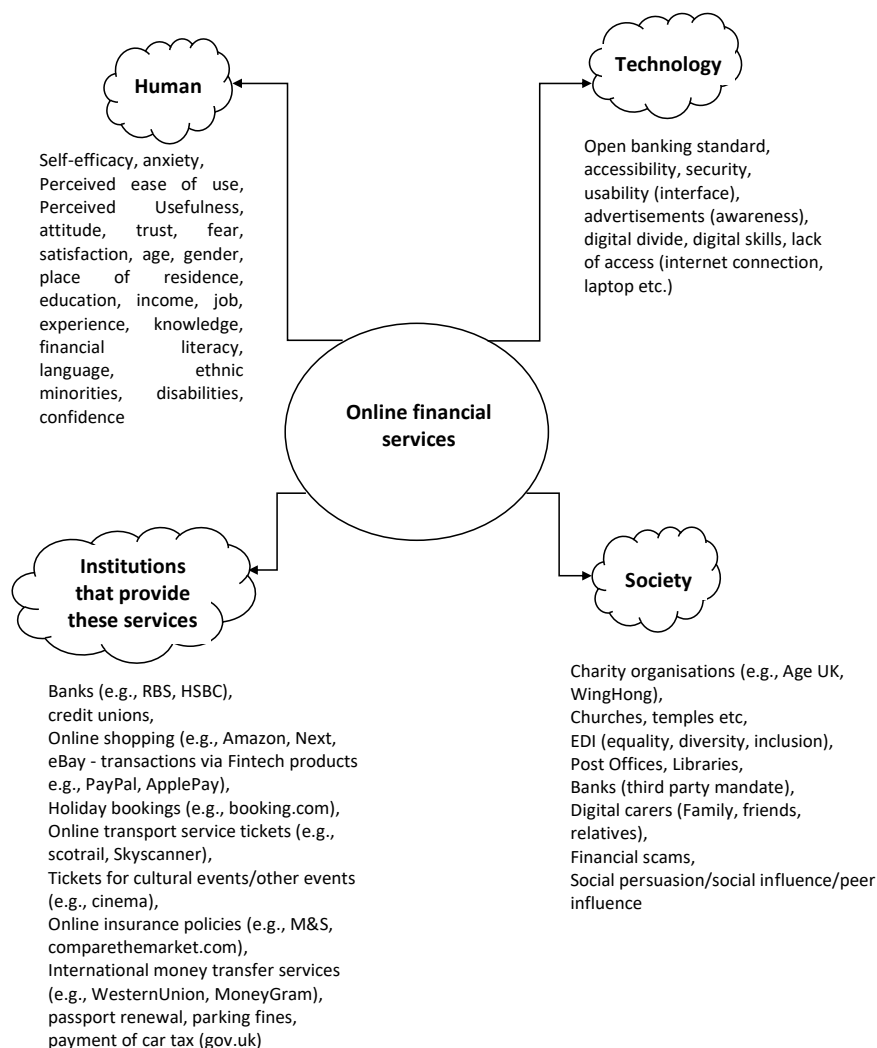 Human
Self-efficacy, anxiety,
Perceived ease of use,
Perceived Usefulness,
attitude, trust, fear,
satisfaction, age, gender,
place of residence,
education, income, job,
experience, knowledge,
financial literacy,
language, ethnic
minorities, disabilities,
confidence
Technology
Open banking standard,
accessibility, security,
usability (interface),
advertisements (awareness),
digital divide, digital skills, lack
of access (internet connection,
laptop etc.)
Online financial
services
Institutions
that provide
these services
Banks (e.g., RBS, HSBC),
credit unions,
Online shopping (e.g., Amazon, Next,
eBay - transactions via Fintech products
e.g., PayPal, ApplePay),
Holiday bookings (e.g., booking.com),
Online transport service tickets (e.g.,
scotrail, Skyscanner),
Tickets for cultural events/other events
(e.g., cinema),
Online insurance policies (e.g., M&S,
comparethemarket.com),
International money transfer services
(e.g., WesternUnion, MoneyGram),
passport renewal, parking fines,
payment of car tax (gov.uk)
Society
Charity organisations (e.g., Age UK,
WingHong),
Churches, temples etc,
EDI (equality, diversity, inclusion),
Post Offices, Libraries,
Banks (third party mandate),
Digital carers (Family, friends,
relatives),
Financial scams,
Social persuasion/social influence/peer
influence